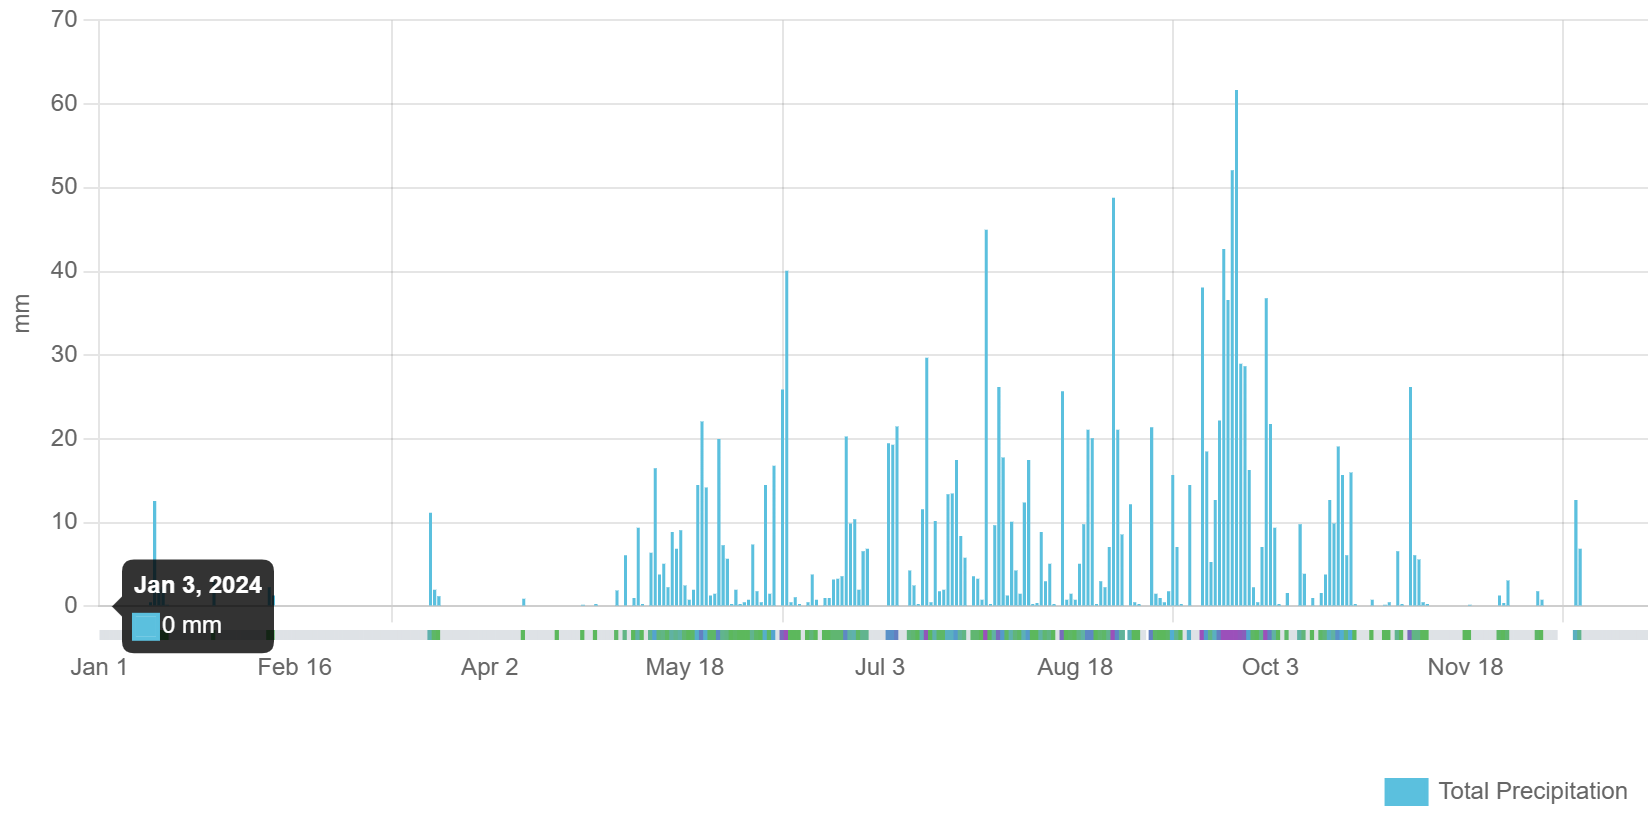 70
60
50
40
mm
30
20
10
0
Jan 3, 2024
0 mm
Jan 1
Feb 16
Apr 2
May 18
Jul 3
Aug 18
Oct 3
Nov 18
Total Precipitation